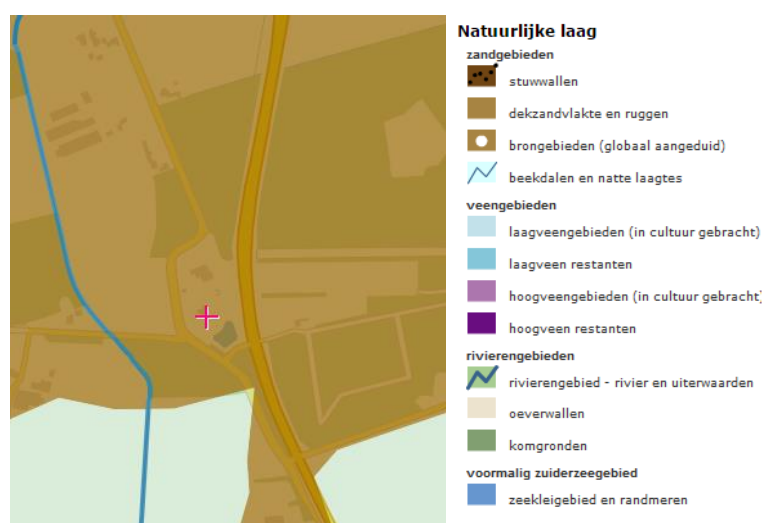 Natuurlijke laag
zandgebieden
stuwwallen
dekzandvlakte en ruggen
brongebieden (globaal aangeduid)
beekdalen en natte laagtes
veengebieden
laagveengebieden (in cultuur gebracht)
laagveen restanten
hoogveengebieden (in cultuur gebracht)
hoogveen restanten
rivierengebieden
rivierengebied - rivier en uiterwaarden
oeverwallen
komgronden
voormalig zuiderzeegebied
zeekleigebied en randmeren